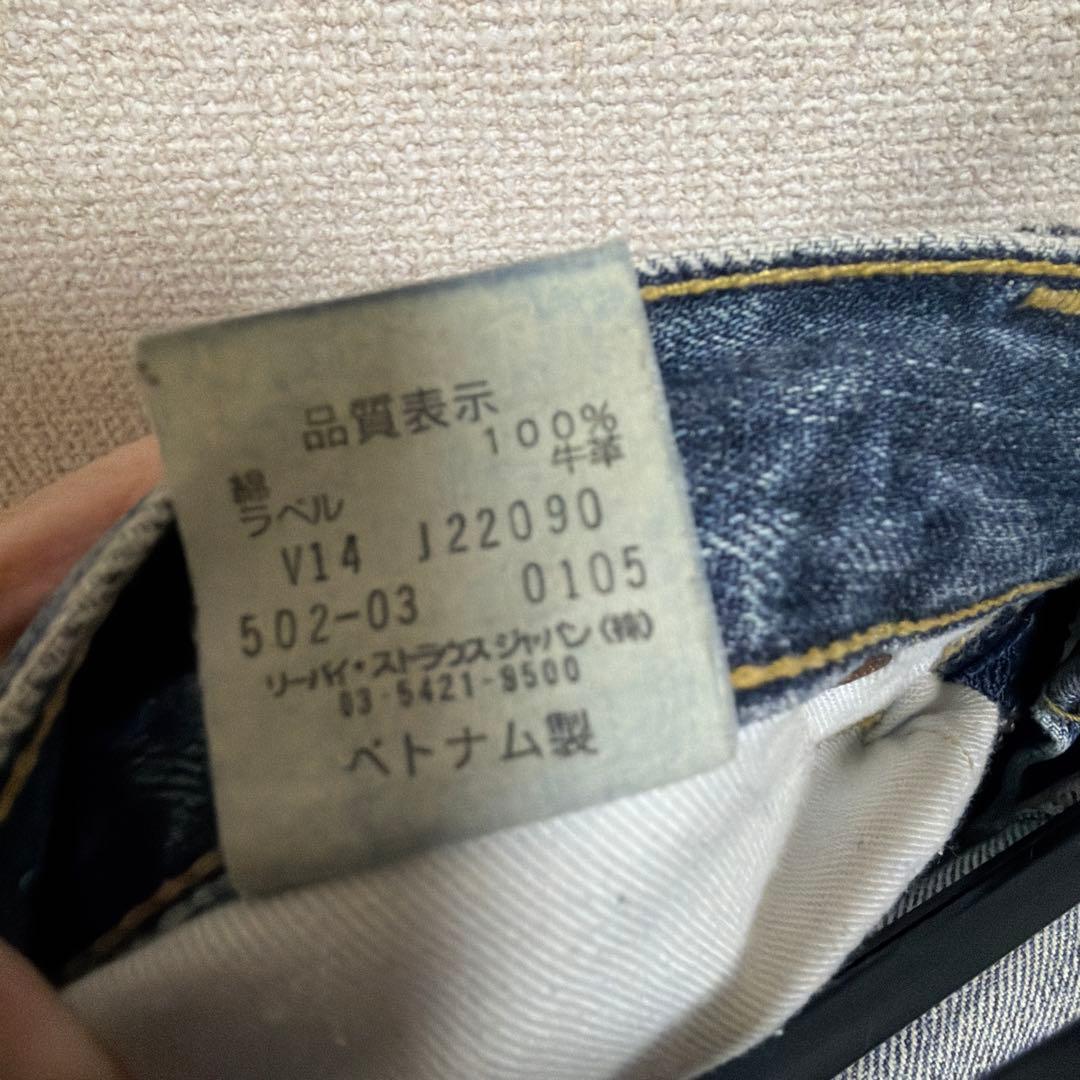 品質表示
綿 100%
ラベル 牛革
V14 J22090
502-03 0105
リーバイ・ストラウス ジャパン(株)
03-5421-9500
ベトナム製